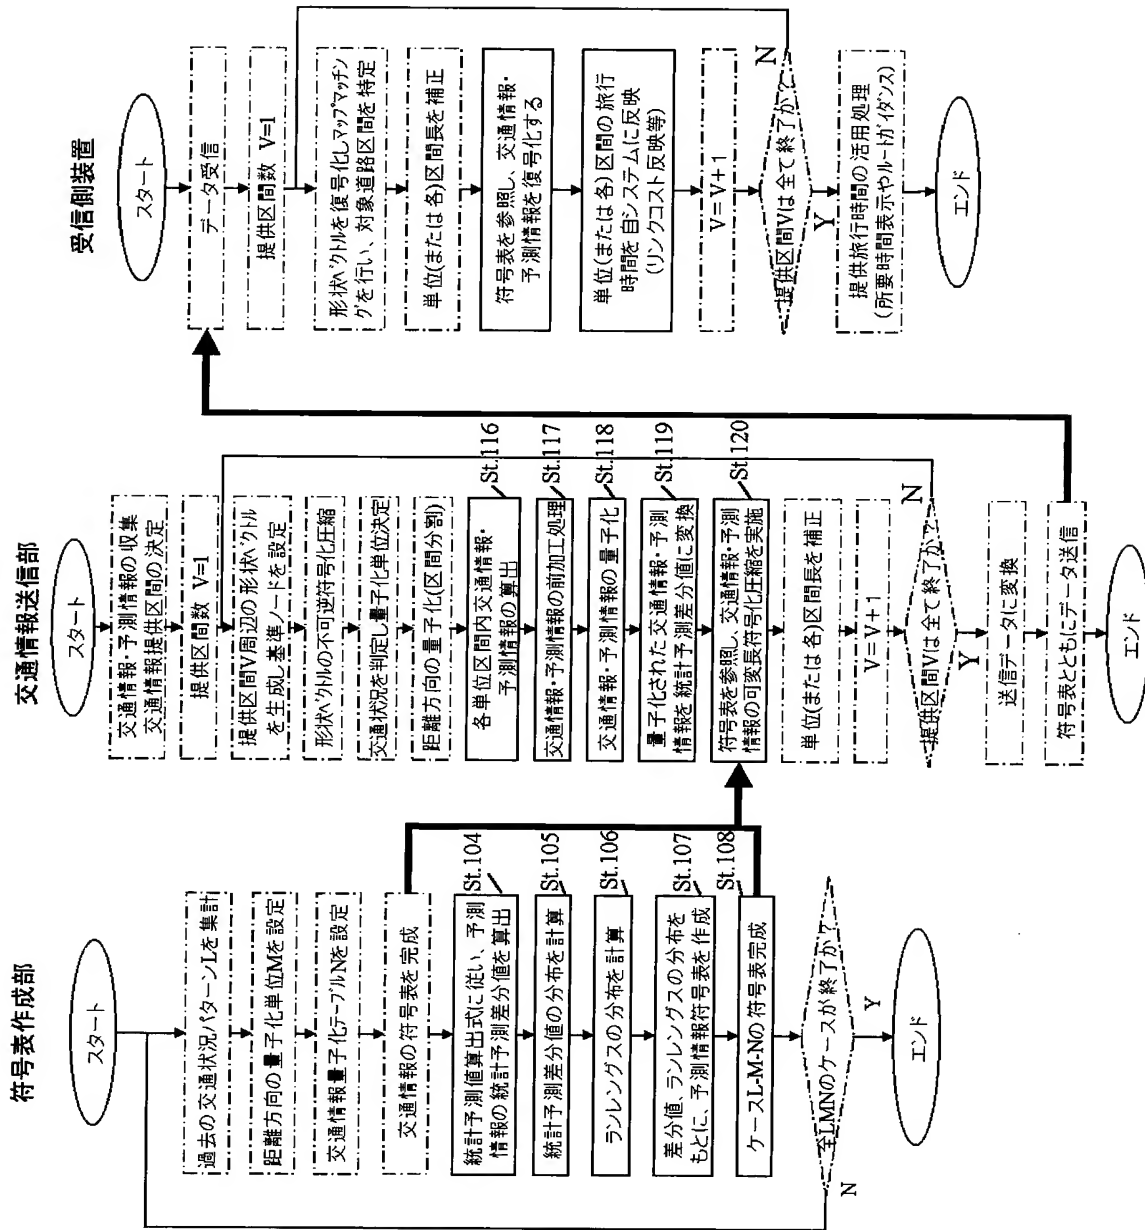 符号表作成部
スタート
過去の交通状況パターンLを集計
距離方向の量子化単位Mを設定
交通情報量子化テーブルNを設定
交通情報の符号表を完成
St.104
統計予測値算出式に従い、予測
情報の統計予測差分値を算出
St.105
統計予測差分値の分布を計算
St.106
ランレングスの分布を計算
St.107
差分値、ランレングスの分布を
もとに、予測情報符号表を作成
St.108
ケースL-M-Nの符号表完成
全LMNのケースが終了か?
N
Y
エンド
交通情報送信部
スタート
交通情報・予測情報の収集
交通情報提供区間の決定
提供区間数 V=1
提供区間V周辺の形状ベクトル
を生成し基準ノードを設定
形状ベクトルの不可逆符号化圧縮
交通状況を判定し量子化単位決定
距離方向の量子化(区間分割)
St.116
各単位区間内交通情報・
予測情報の算出
St.117
交通情報・予測情報の前加工処理
St.118
交通情報・予測情報の量子化
St.119
量子化された交通情報・予測
情報を統計予測差分値に変換
St.120
符号表を参照し、交通情報・予測
情報の可変長符号化圧縮を実施
単位(または各)区間長を補正
V=V+1
提供区間Vは全て終了か?
N
Y
送信データに変換
符号表とともにデータ送信
エンド
受信側装置
スタート
データ受信
提供区間数 V=1
形状ベクトルを復号化しマップマッチン
グを行い、対象道路区間を特定
単位(または各)区間長を補正
符号表を参照し、交通情報・
予測情報を復号化する
単位(または各)区間の旅行
時間を自システムに反映
(リンクコスト反映等)
V=V+1
提供区間Vは全て終了か?
N
Y
提供旅行時間の活用処理
(所要時間表示やルートガイダンス)
エンド